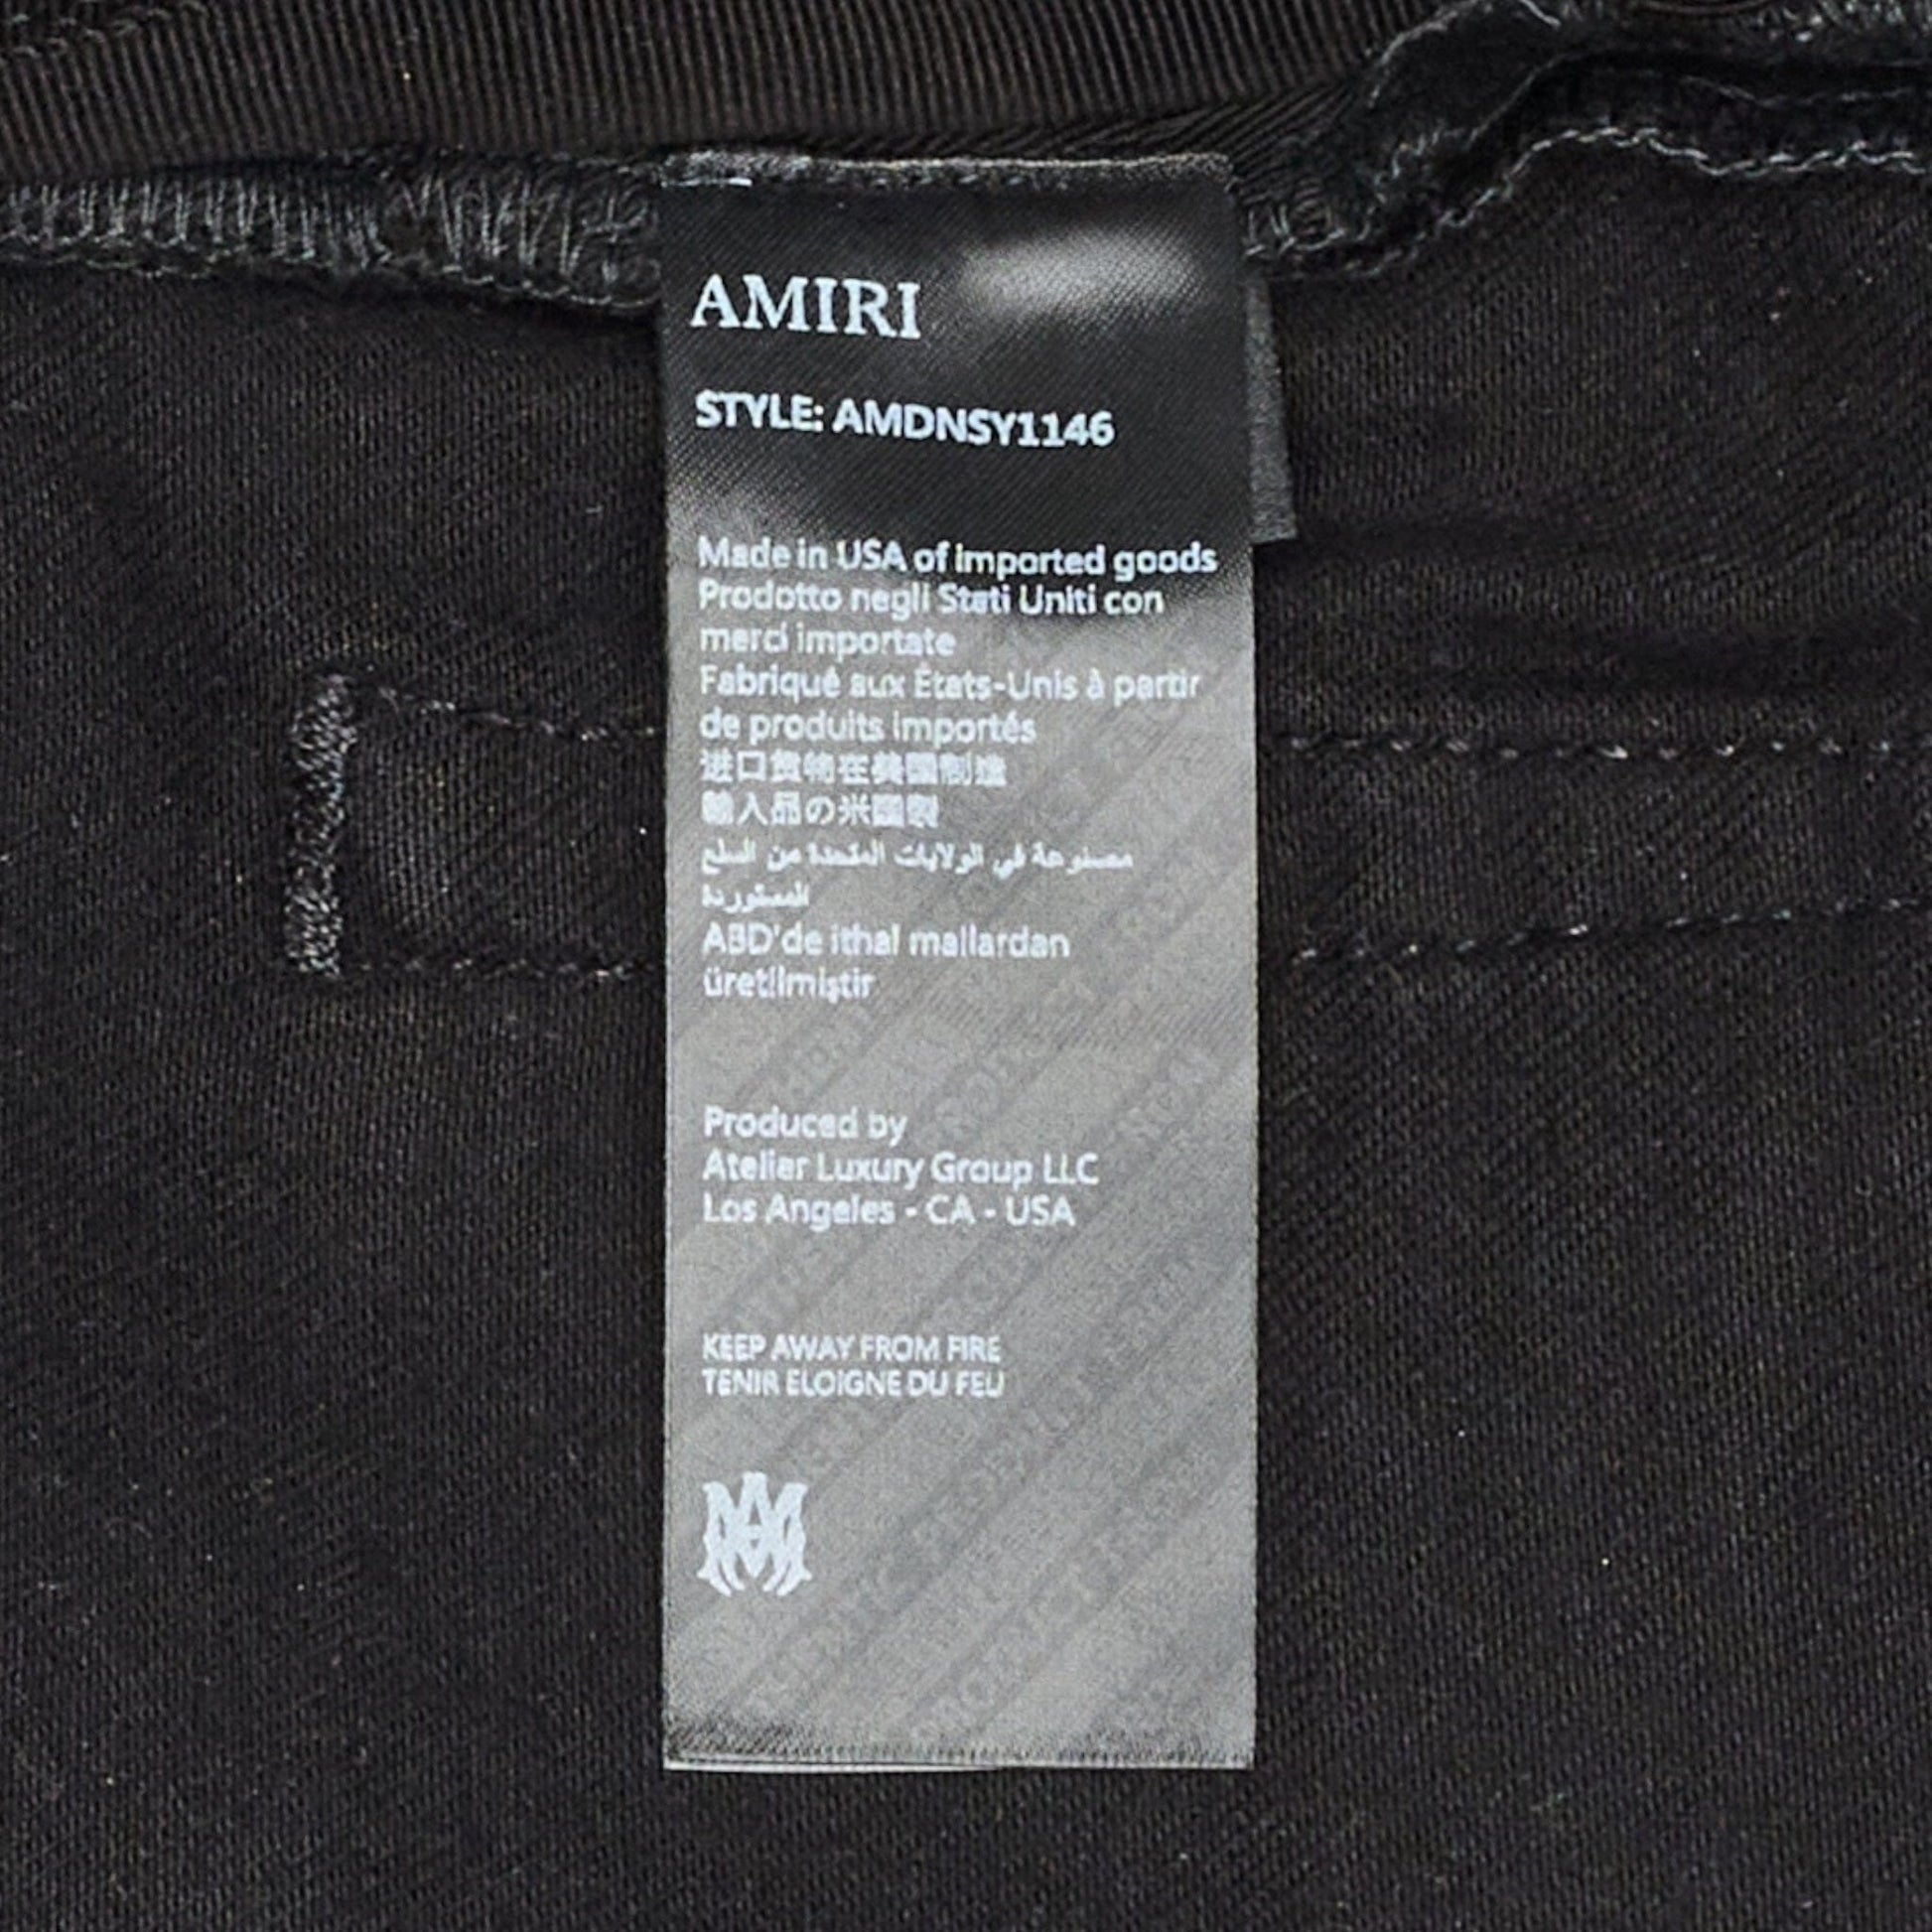 AMIRI
STYLE: AMDNSY1146
Made in USA of imported goods
Prodotto negli Stati Uniti con
merci importate
Fabriqué aux États-Unis à partir
de produits importés
进口货物在美國制造
輸入品の米國製
مصنوعة في الولايات المتحدة من السلع
المستوردة
ABD'de ithal mallardan
üretilmiştir
Produced by
Atelier Luxury Group LLC
Los Angeles - CA - USA
KEEP AWAY FROM FIRE
TENIR ELOIGNE DU FEU